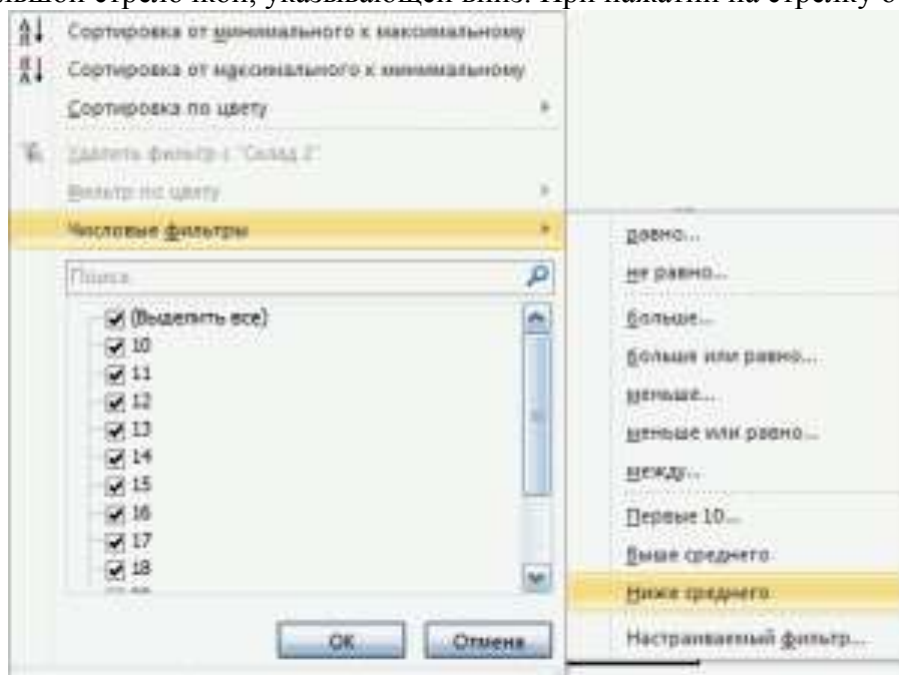 стрелочкой, указывающей вниз. При нажатии на стрелку
Сортировка от минимального к максимальному
Сортировка от максимального к минимальному
Сортировка по цвету
Удалить фильтр с "Склад 2"
Фильтр по цвету
Числовые фильтры
Поиск
(Выделить все)
10
11
12
13
14
15
16
17
18
ОК
Отмена
равно...
не равно...
больше...
больше или равно...
меньше...
меньше или равно...
между...
Первые 10...
Выше среднего
Ниже среднего
Настраиваемый фильтр...